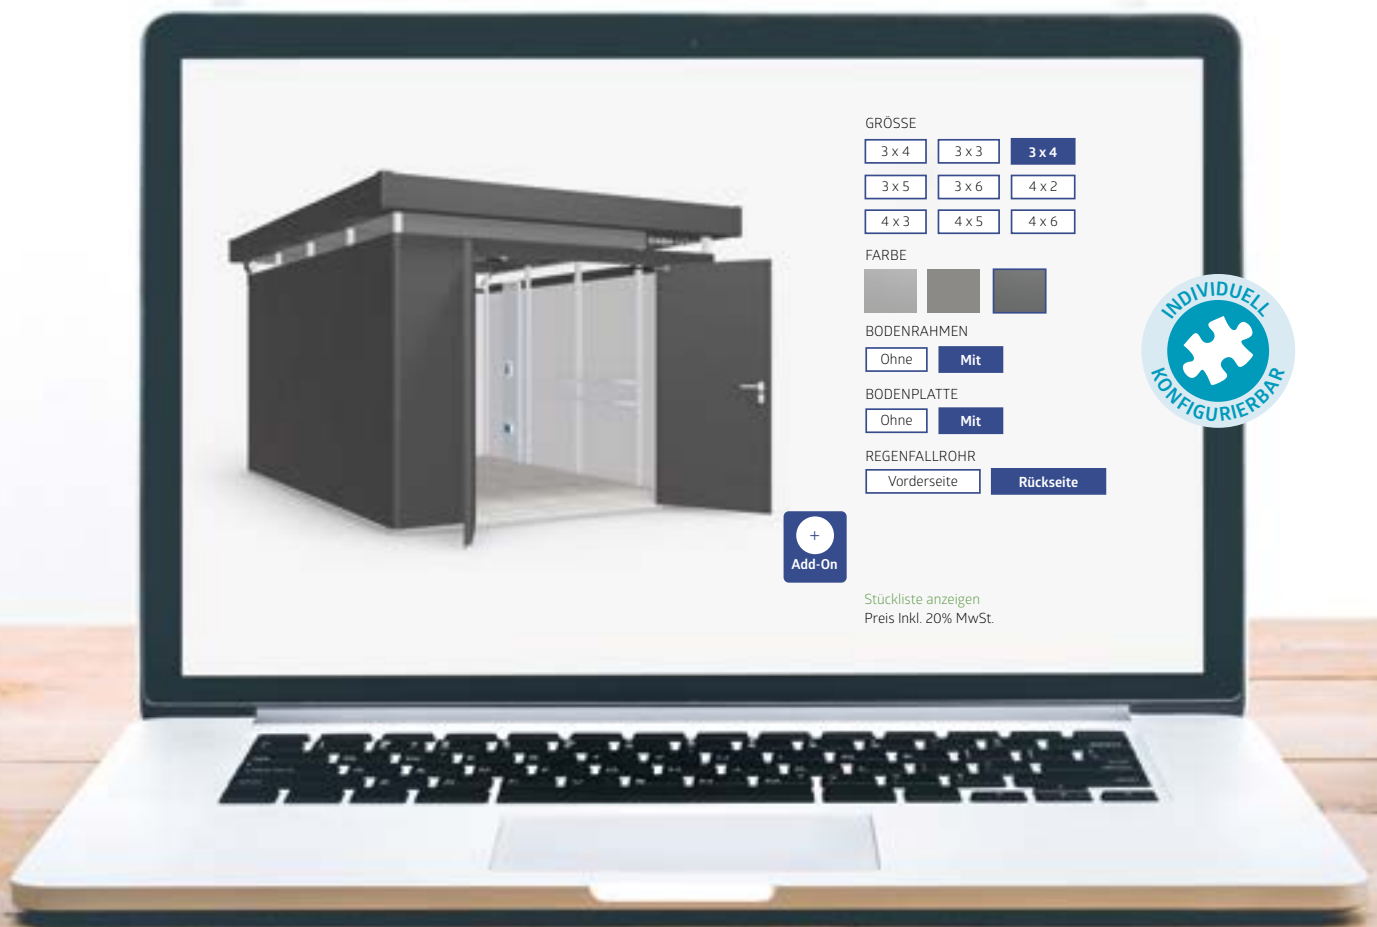 GRÖSSE
3 x 4
3 x 3
3 x 4
3 x 5
3 x 6
4 x 2
4 x 3
4 x 5
4 x 6
FARBE
BODENRAHMEN
Ohne
Mit
BODENPLATTE
Ohne
Mit
REGENFALLROHR
Vorderseite
Rückseite
+
Add-On
Stückliste anzeigen
Preis Inkl. 20% MwSt.
INDIVIDUELL
KONFIGURIERBAR